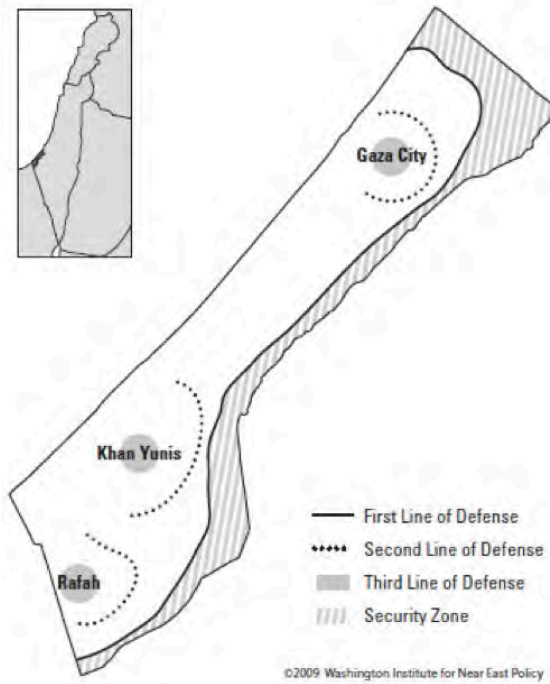 Gaza City
Khan Yunis
Rafah
First Line of Defense
Second Line of Defense
Third Line of Defense
Security Zone
©2009 Washington Institute for Near East Policy